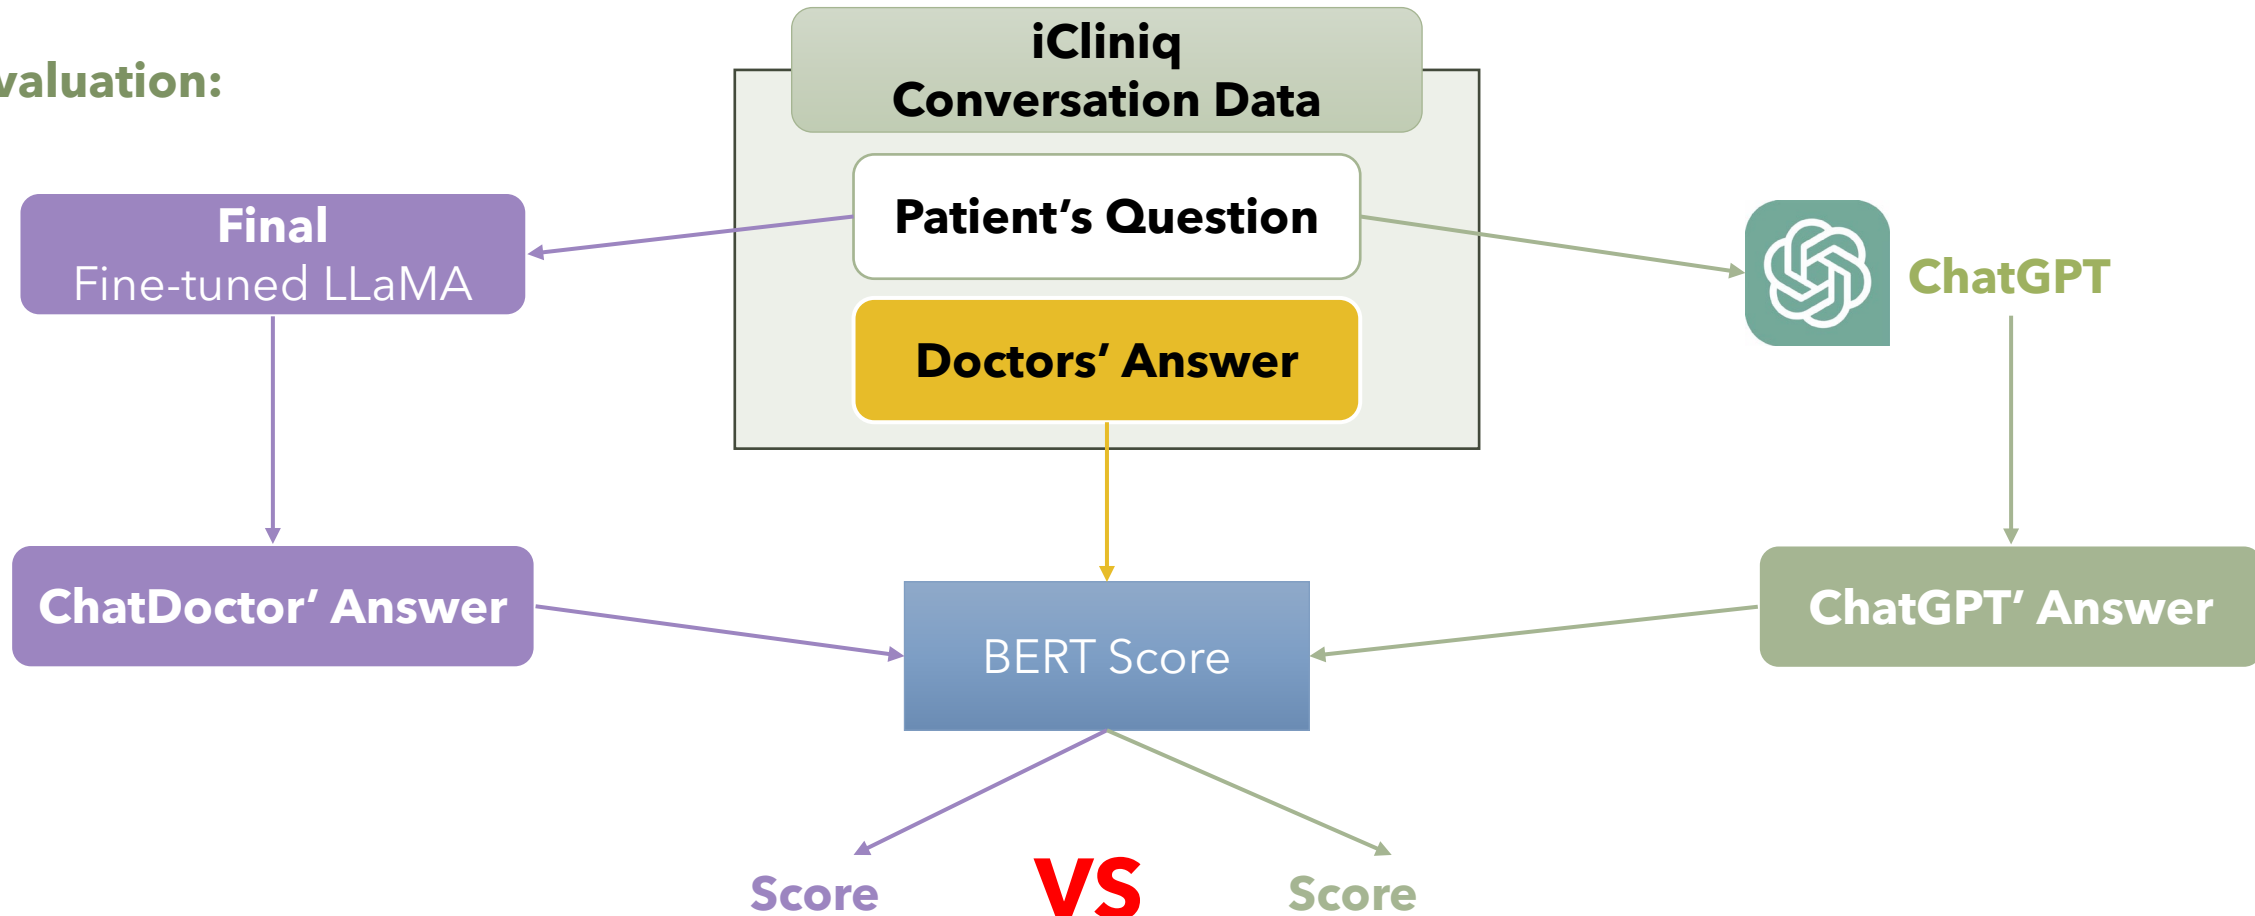 iCliniq
Conversation Data
valuation:
Final
Fine-tuned LLaMA
Patient’s Question
ChatGPT
Doctors’ Answer
ChatDoctor’ Answer
BERT Score
ChatGPT’ Answer
Score
VS
Score